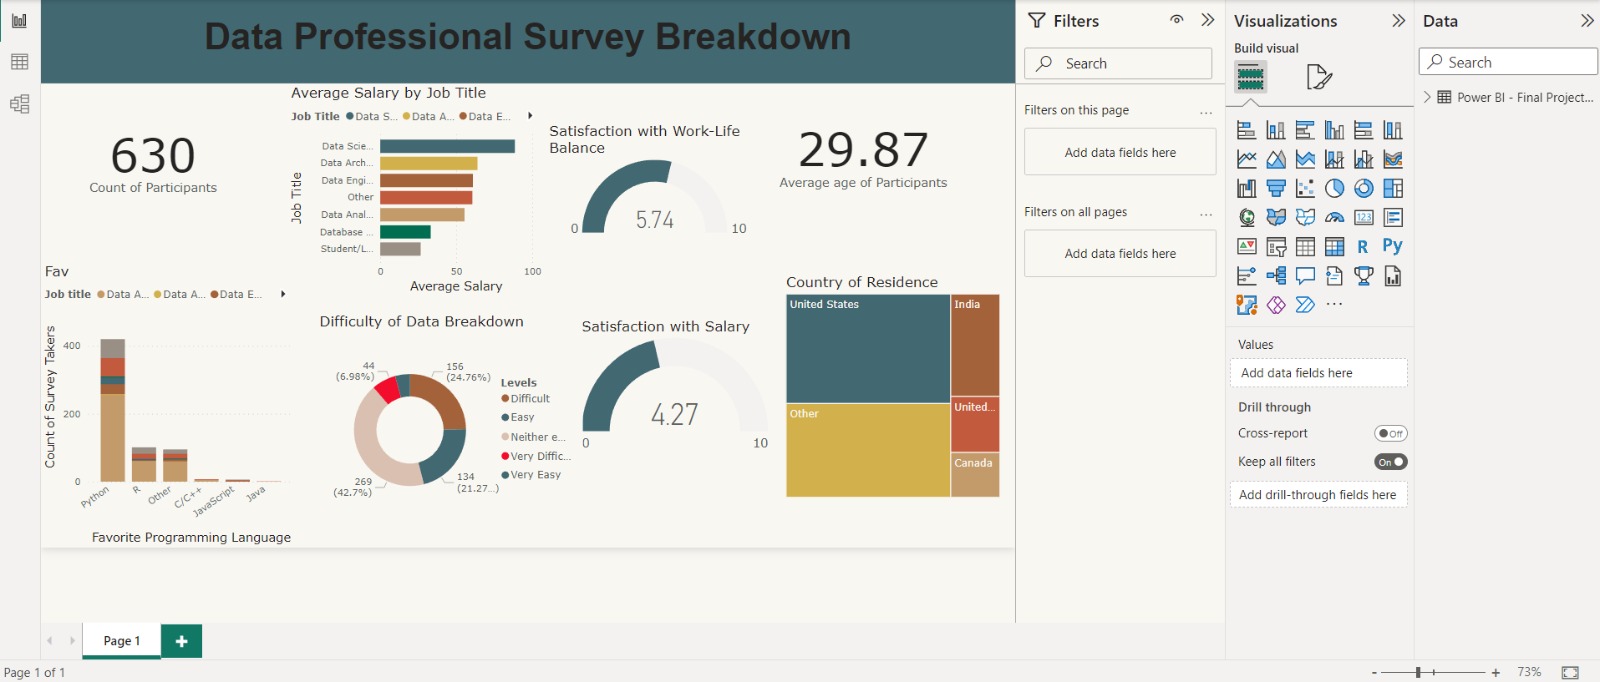 Data Professional Survey Breakdown
630
Count of Participants
Average Salary by Job Title
Job Title Data S... Data A... Data E...
Job Title
Data Scie...
Data Arch...
Data Engi...
Other
Data Anal...
Database ...
Student/L...
0 50 100
Average Salary
Satisfaction with Work-Life
Balance
5.74
0 10
29.87
Average age of Participants
Fav
Job title Data A... Data A... Data E...
Count of Survey Takers
400
200
0
Python R Other C/C++ JavaScript Java
Favorite Programming Language
Difficulty of Data Breakdown
44
(6.98%)
156
(24.76%)
269
(42.7%)
134
(21.27...)
Levels
Difficult
Easy
Neither e...
Very Diffic...
Very Easy
Satisfaction with Salary
4.27
0 10
Country of Residence
United States
India
Other
United...
Canada
Filters
Search
Filters on this page ...
Add data fields here
Filters on all pages ...
Add data fields here
Visualizations
Build visual
123
R Py
...
Values
Add data fields here
Drill through
Cross-report Off
Keep all filters On
Add drill-through fields here
Data
Search
Power BI - Final Project...
Page 1 +
Page 1 of 1
- + 73%